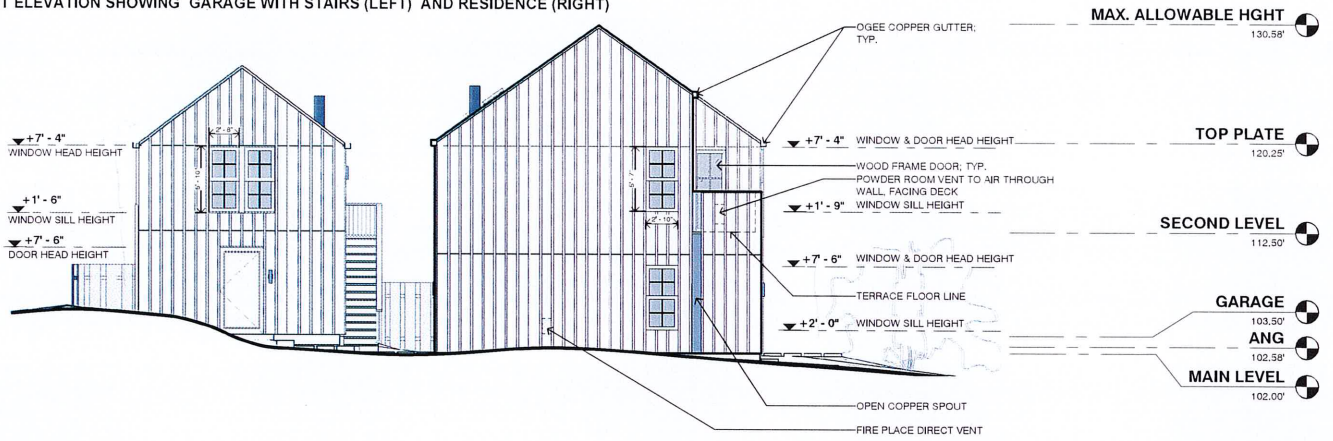 T ELEVATION SHOWING GARAGE WITH STAIRS (LEFT) AND RESIDENCE (RIGHT)
OGEE COPPER GUTTER;
TYP.
MAX. ALLOWABLE HGHT
130.58'
+7' - 4"
WINDOW HEAD HEIGHT
+1' - 6"
WINDOW SILL HEIGHT
+7' - 6"
DOOR HEAD HEIGHT
2' - 8"
5' - 10"
5' - 7"
2' - 10"
+7' - 4" WINDOW & DOOR HEAD HEIGHT
WOOD FRAME DOOR; TYP.
POWDER ROOM VENT TO AIR THROUGH
WALL, FACING DECK
+1' - 9" WINDOW SILL HEIGHT
+7' - 6" WINDOW & DOOR HEAD HEIGHT
TERRACE FLOOR LINE
+2' - 0" WINDOW SILL HEIGHT
OPEN COPPER SPOUT
FIRE PLACE DIRECT VENT
TOP PLATE
120.25'
SECOND LEVEL
112.50'
GARAGE
103.50'
ANG
102.58'
MAIN LEVEL
102.00'